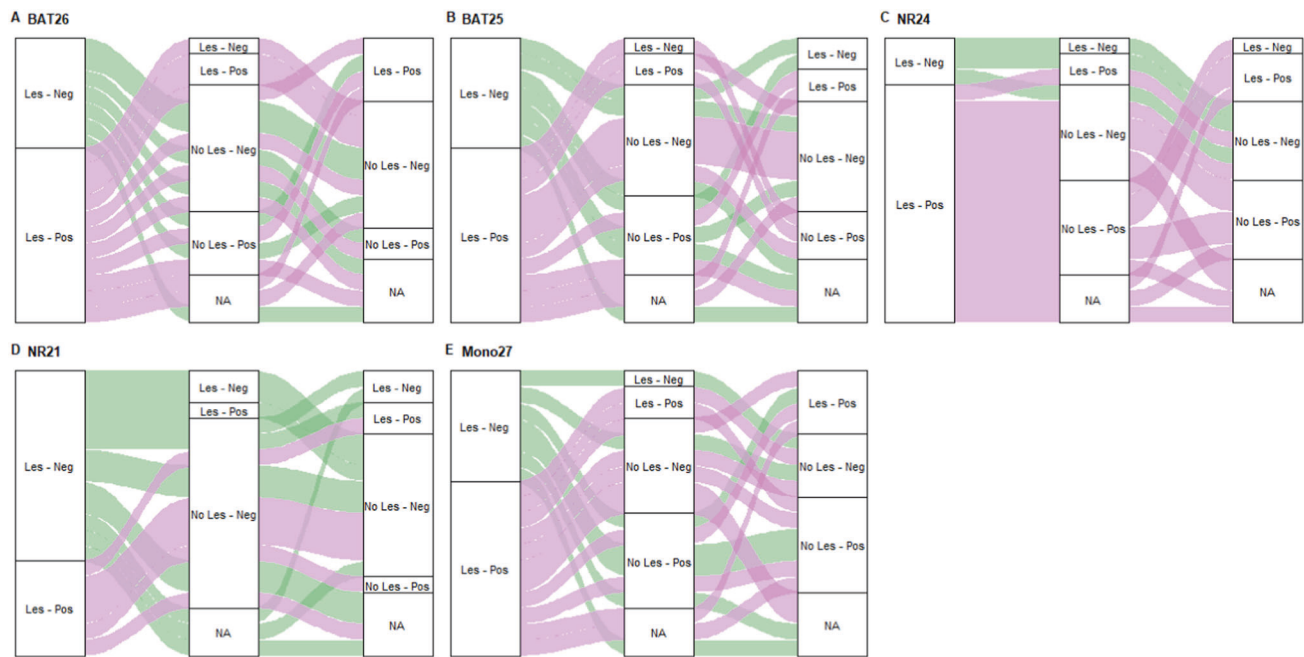 A BAT26
Les - Neg
Les - Pos
Les - Neg
Les - Pos
No Les - Neg
No Les - Pos
NA
Les - Pos
No Les - Neg
No Les - Pos
NA
B BAT25
Les - Neg
Les - Pos
Les - Neg
Les - Pos
No Les - Neg
No Les - Pos
NA
Les - Neg
Les - Pos
No Les - Neg
No Les - Pos
NA
C NR24
Les - Neg
Les - Pos
Les - Neg
Les - Pos
No Les - Neg
No Les - Pos
NA
Les - Neg
Les - Pos
No Les - Neg
No Les - Pos
NA
D NR21
Les - Neg
Les - Pos
Les - Neg
Les - Pos
No Les - Neg
NA
Les - Neg
Les - Pos
No Les - Neg
No Les - Pos
NA
E Mono27
Les - Neg
Les - Pos
Les - Neg
Les - Pos
No Les - Neg
No Les - Pos
NA
Les - Pos
No Les - Neg
No Les - Pos
NA